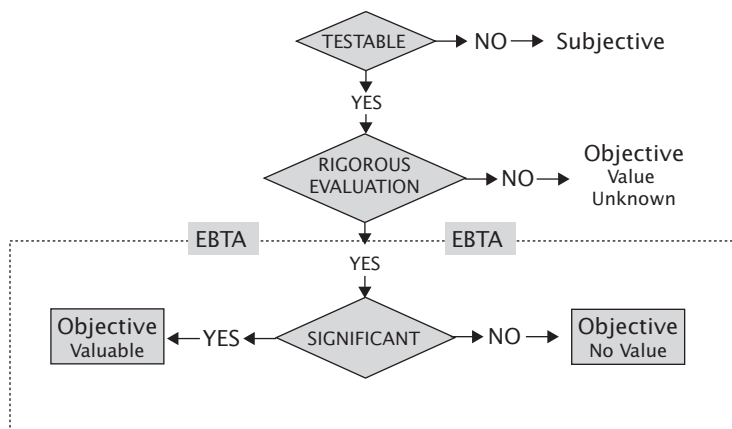 TESTABLE NO Subjective
YES
RIGOROUS
EVALUATION
NO
Objective
Value
Unknown
EBTA EBTA
YES
Objective
Valuable
YES
SIGNIFICANT
NO
Objective
No Value